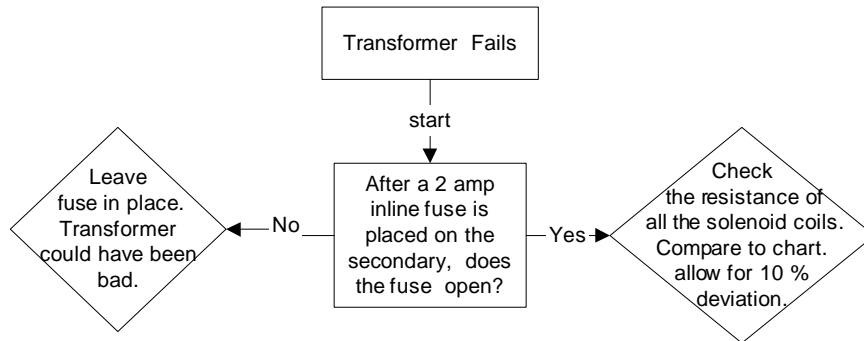 Transformer Fails
start
After a 2 amp
inline fuse is
placed on the
secondary, does
the fuse open?
No
Leave
fuse in place.
Transformer
could have been
bad.
Yes
Check
the resistance of
all the solenoid coils.
Compare to chart.
allow for 10 %
deviation.